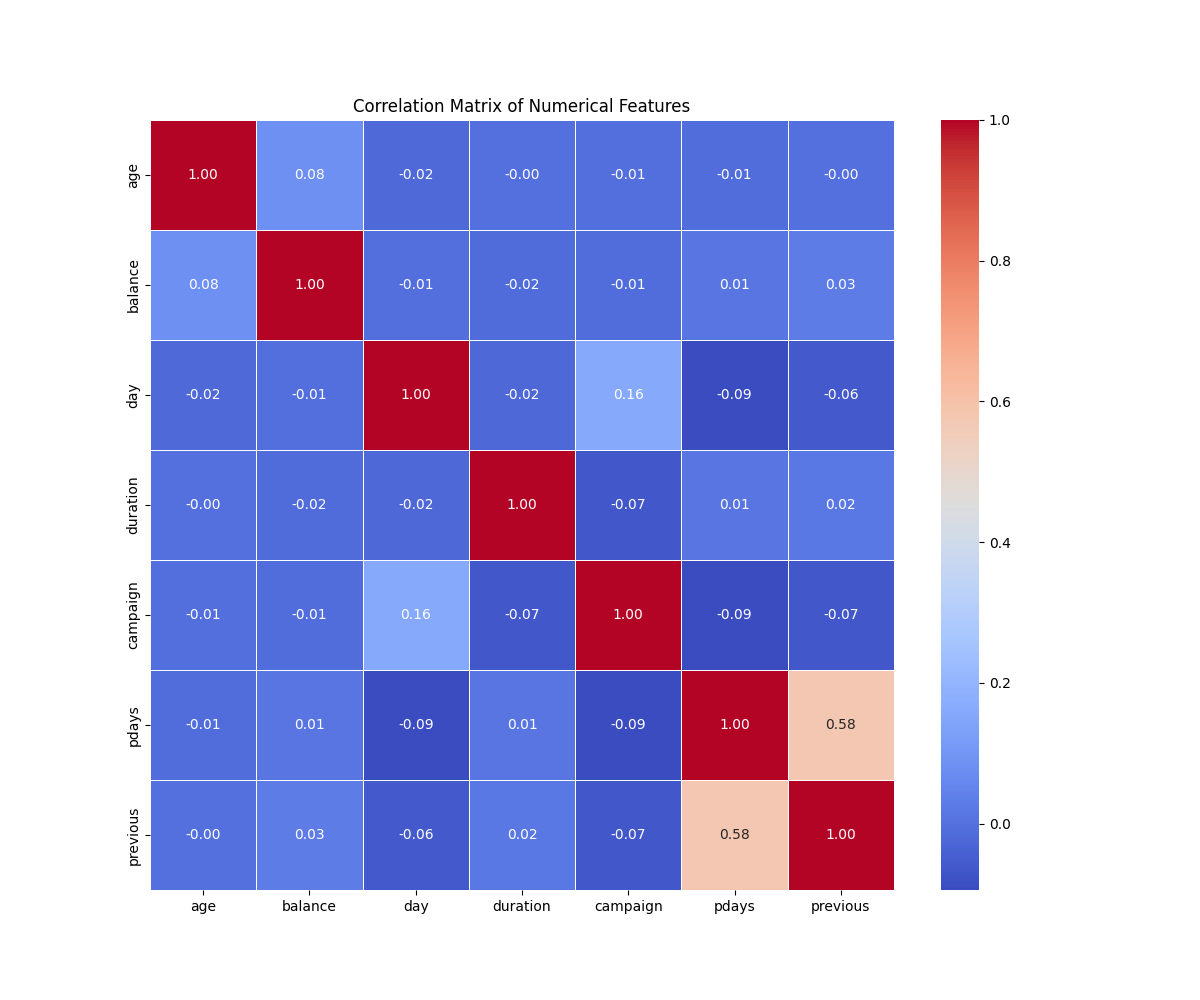 Correlation Matrix of Numerical Features
age 1.00 0.08 -0.02 -0.00 -0.01 -0.01 -0.00
balance 0.08 1.00 -0.01 -0.02 -0.01 0.01 0.03
day -0.02 -0.01 1.00 -0.02 0.16 -0.09 -0.06
duration -0.00 -0.02 -0.02 1.00 -0.07 0.01 0.02
campaign -0.01 -0.01 0.16 -0.07 1.00 -0.09 -0.07
pdays -0.01 0.01 -0.09 0.01 -0.09 1.00 0.58
previous -0.00 0.03 -0.06 0.02 -0.07 0.58 1.00
age balance day duration campaign pdays previous
1.0
0.8
0.6
0.4
0.2
0.0